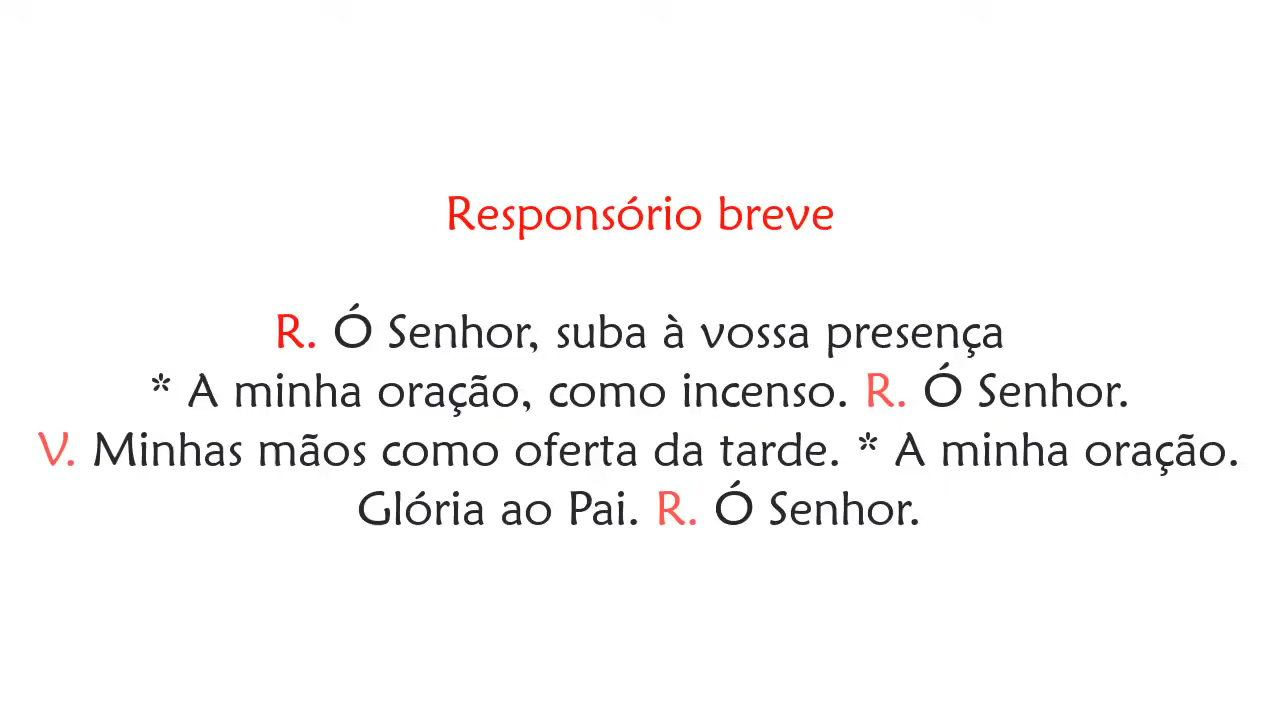 Responsório breve
R. Ó Senhor, suba à vossa presença
* A minha oração, como incenso. R. Ó Senhor.
V. Minhas mãos como oferta da tarde. * A minha oração.
Glória ao Pai. R. Ó Senhor.